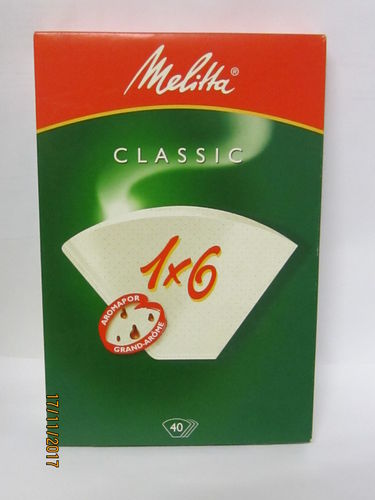 Melitta®
CLASSIC
1x6
AROMAPOR
GRAND-ARÔME
40
17/11/2017